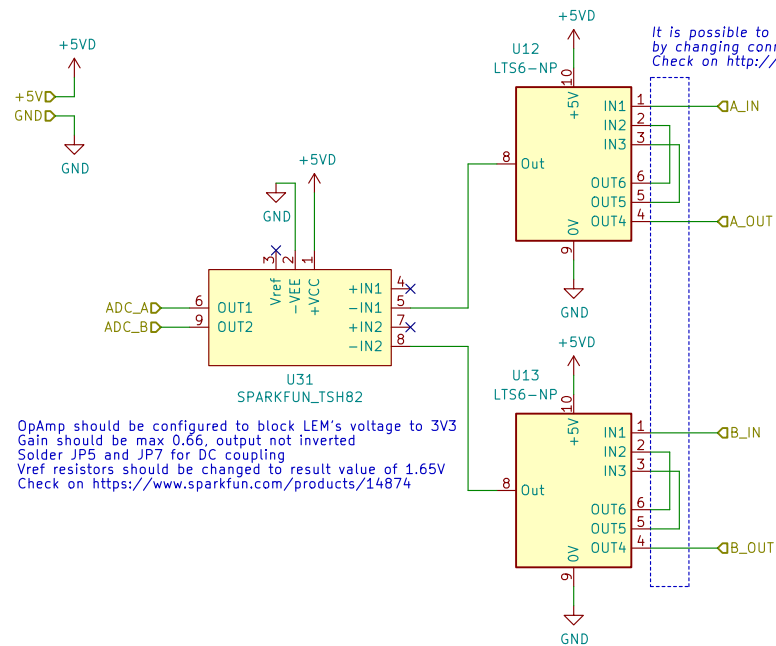 +5VD
+5V
GND
GND
+5VD
GND
3
2
1
Vref
-VEE
+VCC
ADC_A
6
OUT1
ADC_B
9
OUT2
+IN1
4
-IN1
5
+IN2
7
-IN2
8
U31
SPARKFUN_TSH82
OpAmp should be configured to block LEM's voltage to 3V3
Gain should be max 0.66, output not inverted
Solder JP5 and JP7 for DC coupling
Vref resistors should be changed to result value of 1.65V
Check on https://www.sparkfun.com/products/14874
+5VD
U12
LTS6-NP
10
+5V
8
Out
IN1
1
A_IN
IN2
2
IN3
3
OUT6
6
OUT5
5
OUT4
4
A_OUT
0V
9
GND
+5VD
U13
LTS6-NP
10
+5V
8
Out
IN1
1
B_IN
IN2
2
IN3
3
OUT6
6
OUT5
5
OUT4
4
B_OUT
0V
9
GND
It is possible to
by changing
Check on http://